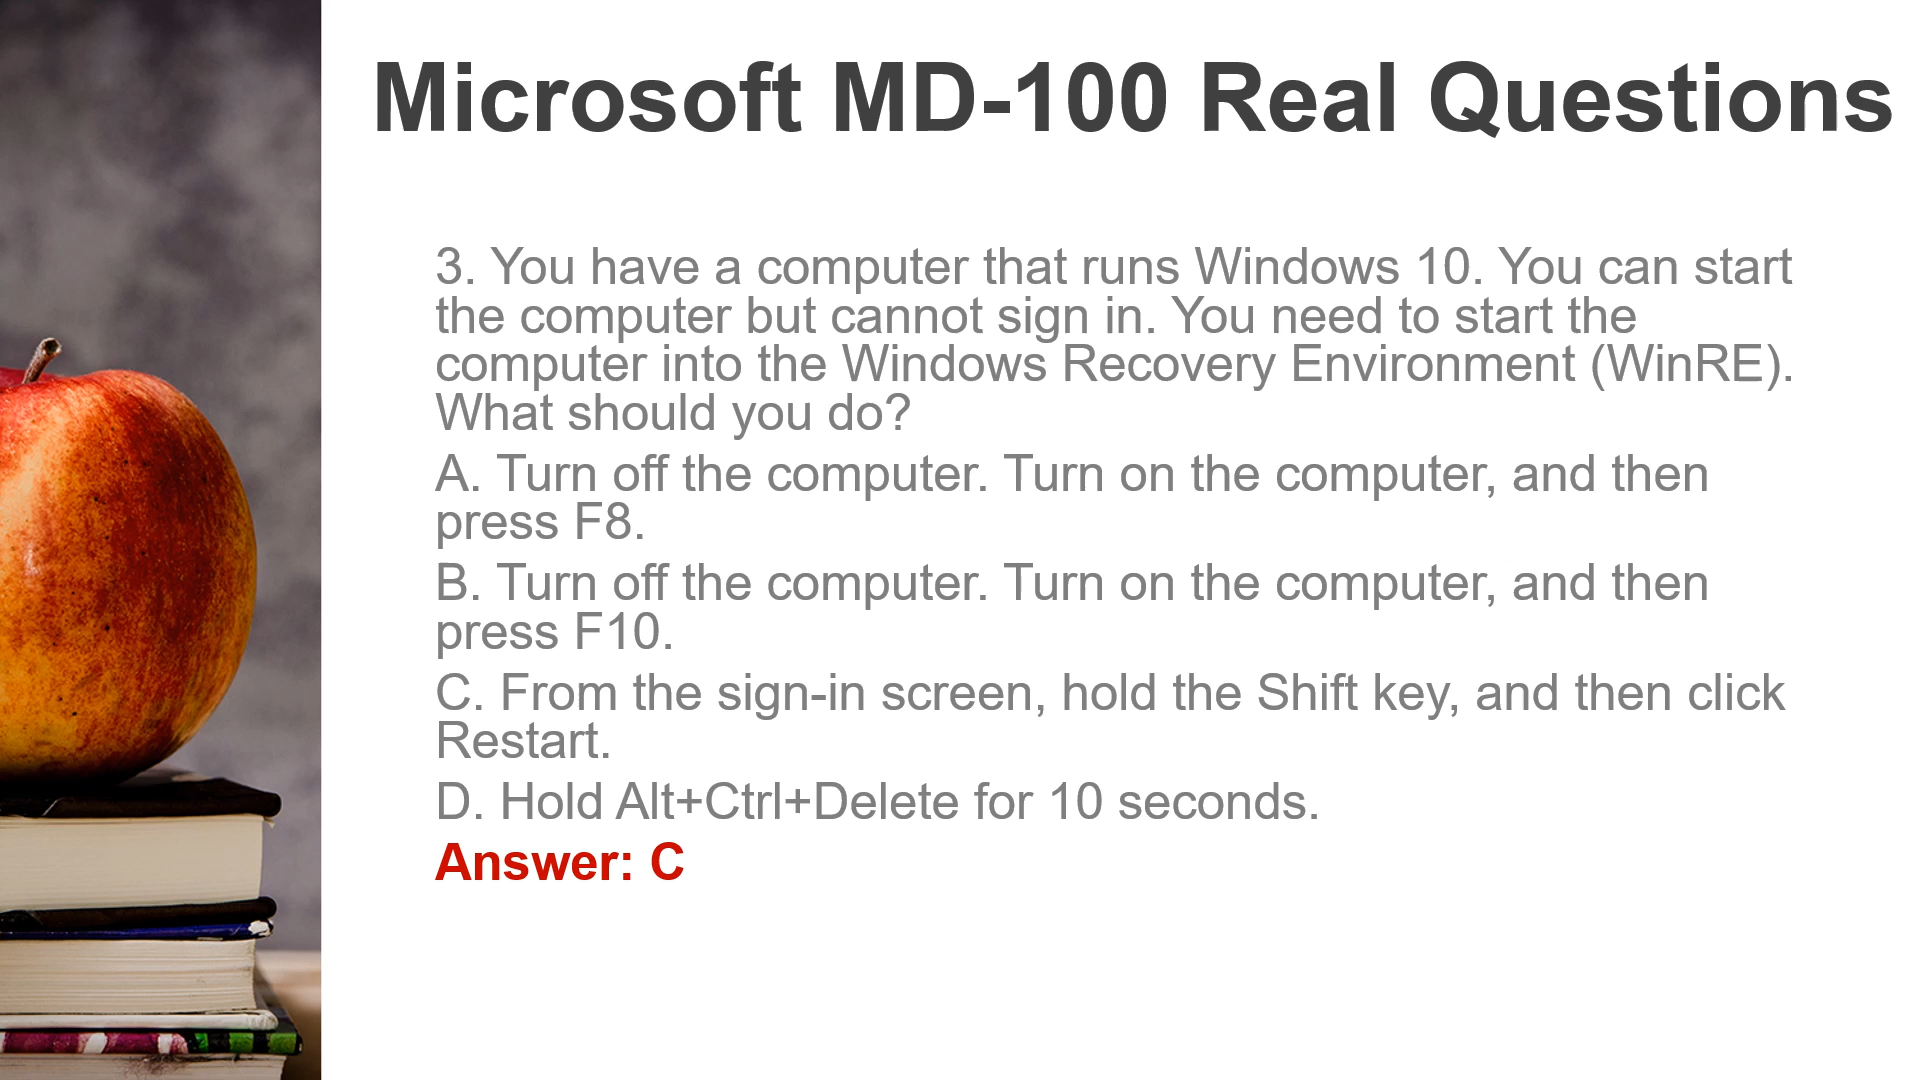 Microsoft MD-100 Real Questions
3. You have a computer that runs Windows 10. You can start
the computer but cannot sign in. You need to start the
computer into the Windows Recovery Environment (WinRE).
What should you do?
A. Turn off the computer. Turn on the computer, and then
press F8.
B. Turn off the computer. Turn on the computer, and then
press F10.
C. From the sign-in screen, hold the Shift key, and then click
Restart.
D. Hold Alt+Ctrl+Delete for 10 seconds.
Answer: C